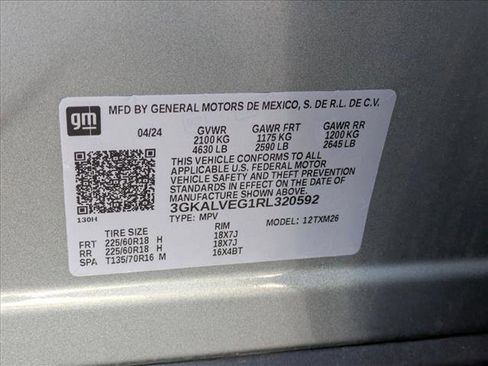 gm
MFD BY GENERAL MOTORS DE MEXICO, S. DE R.L. DE C.V.
04/24 GVWR GAWR FRT GAWR RR
2100 KG 1175 KG 1200 KG
4630 LB 2590 LB 2645 LB
THIS VEHICLE CONFORMS TO ALL
APPLICABLE U.S. FEDERAL MOTOR
VEHICLE SAFETY AND THEFT PREVENTION
STANDARDS IN EFFECT ON THE DATE OF
MANUFACTURE SHOWN ABOVE.
3GKALVEG1RL320592
130H TYPE: MPV MODEL: 12TXM26
TIRE SIZE RIM
FRT 225/60R18 H 18X7J
RR 225/60R18 H 18X7J
SPA T135/70R16 M 16X4BT